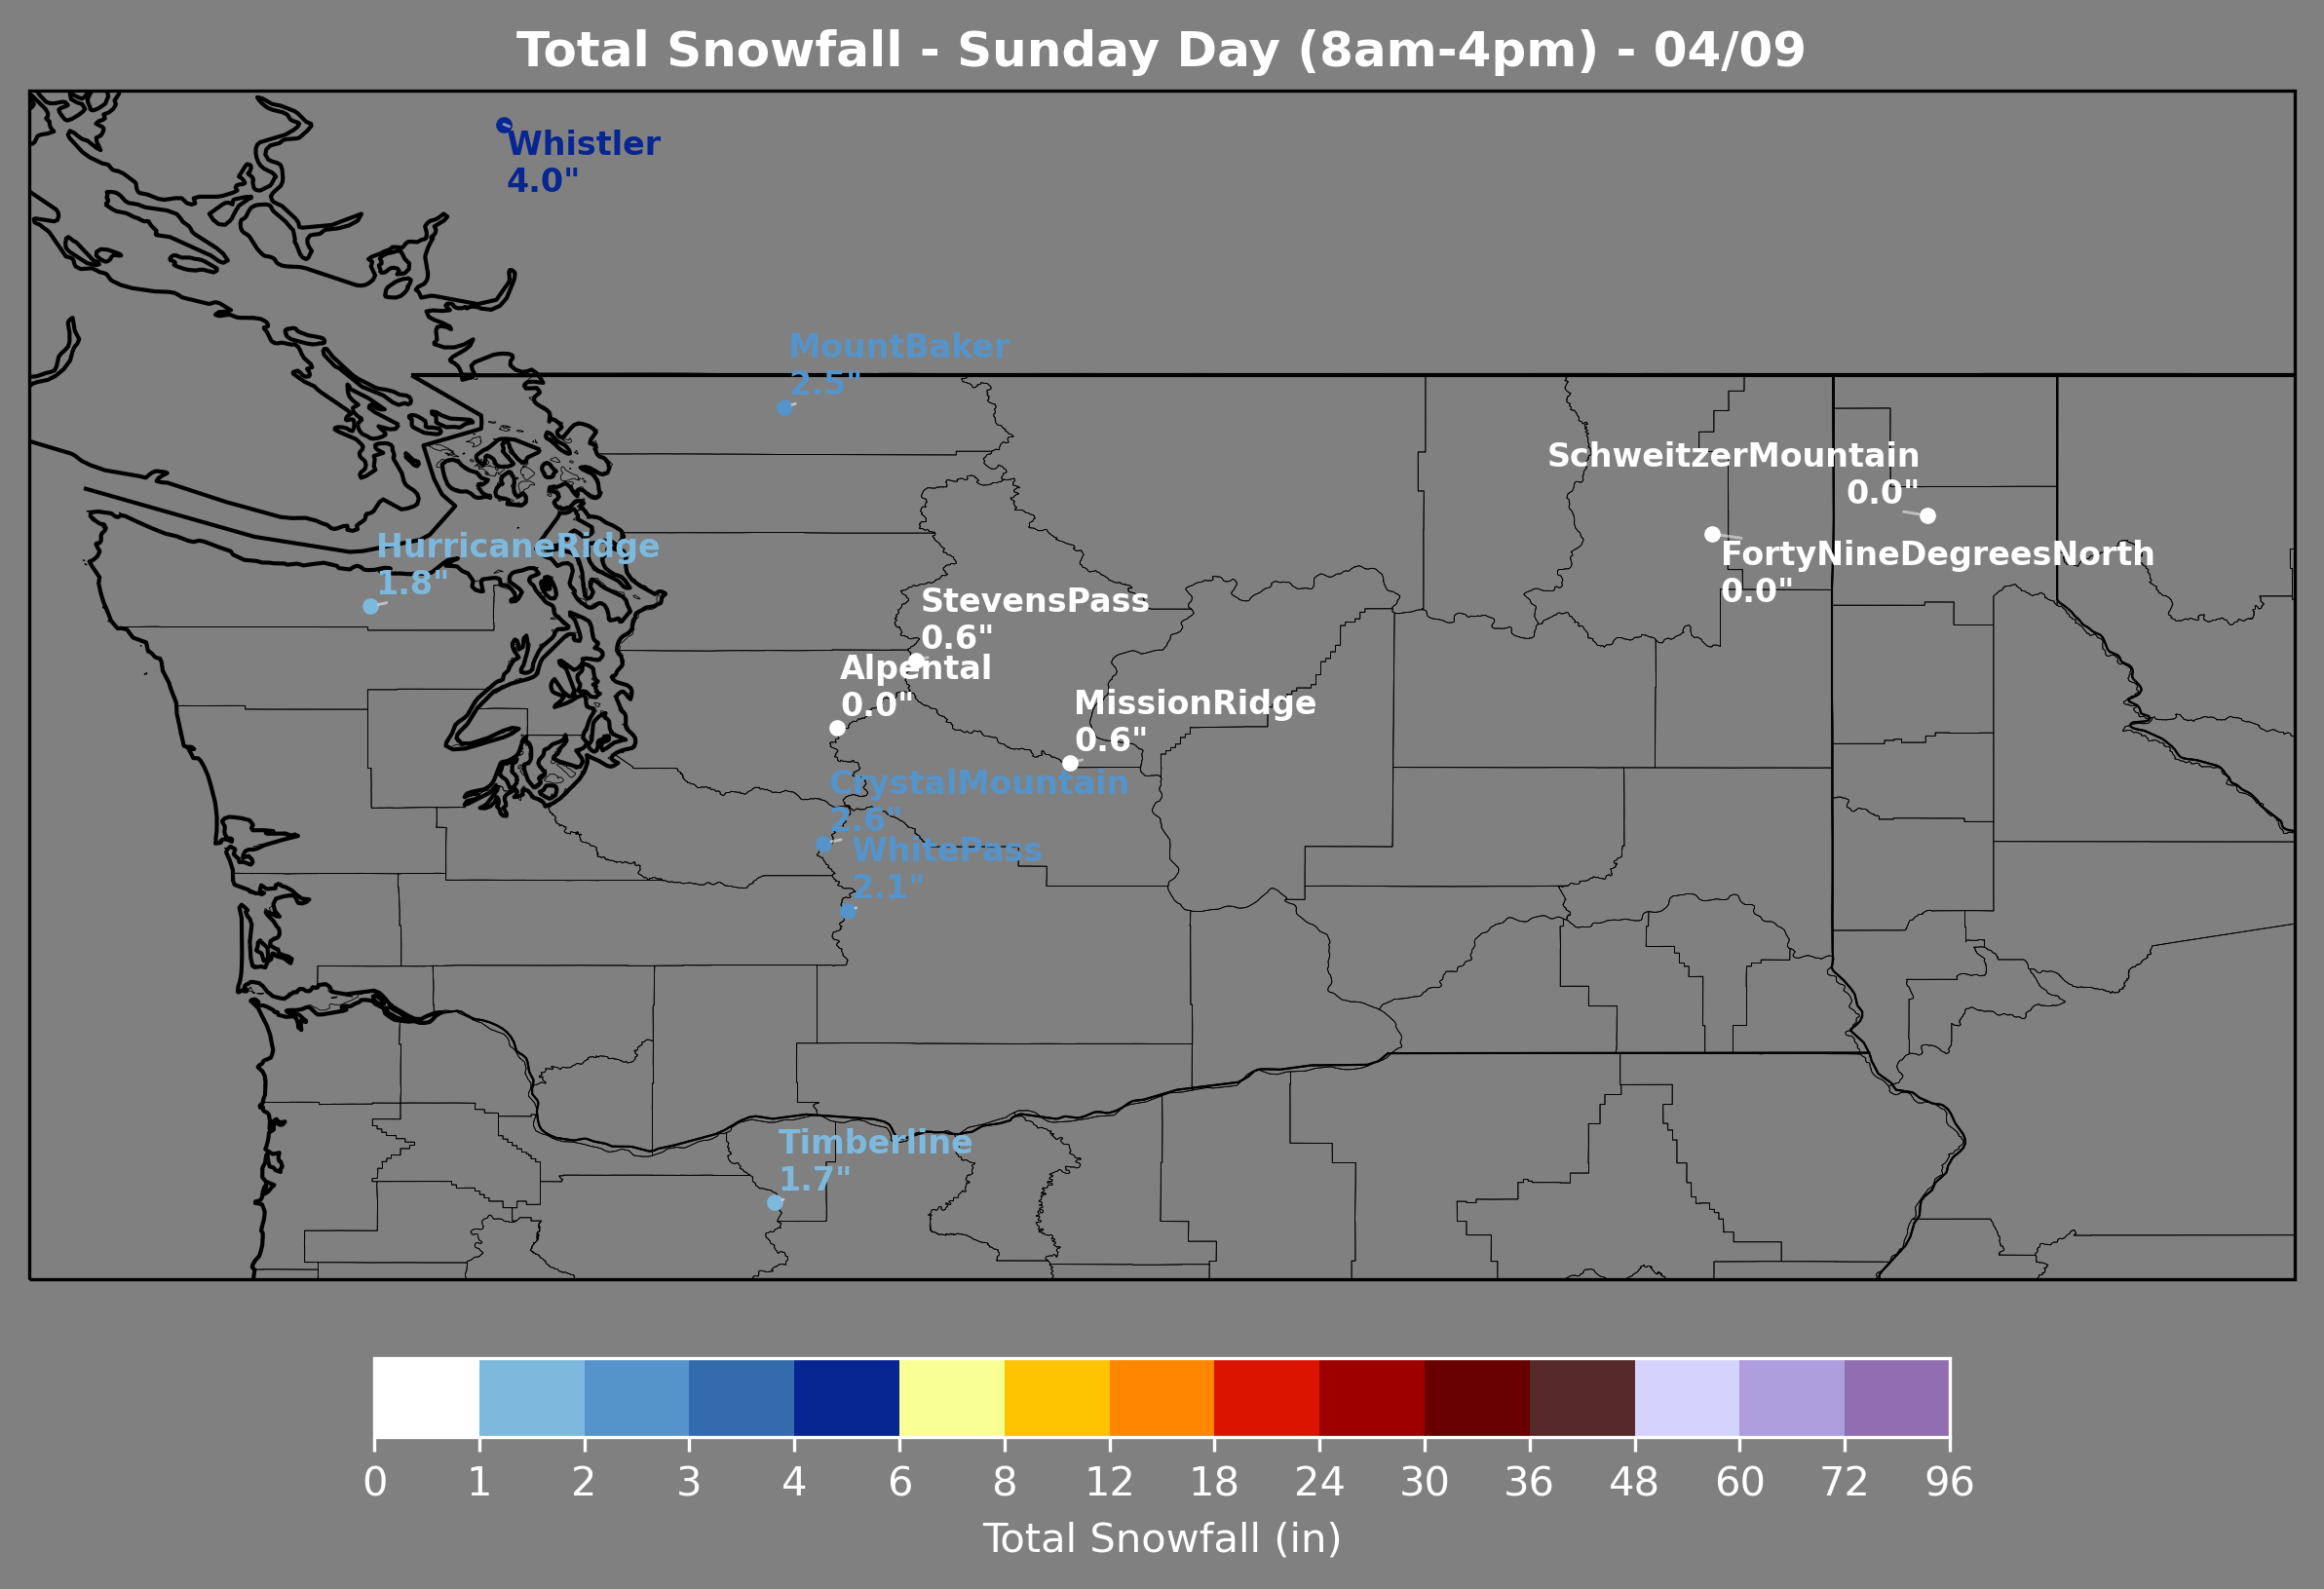 Total Snowfall - Sunday Day (8am-4pm) - 04/09
Whistler
4.0"
MountBaker
2.5"
SchweitzerMountain
0.0"
HurricaneRidge
1.8"
FortyNineDegreesNorth
0.0"
StevensPass
0.6"
Alpental
0.0"
MissionRidge
0.6"
CrystalMountain
2.6"
WhitePass
2.1"
Timberline
1.7"
0 1 2 3 4 6 8 12 18 24 30 36 48 60 72 96
Total Snowfall (in)